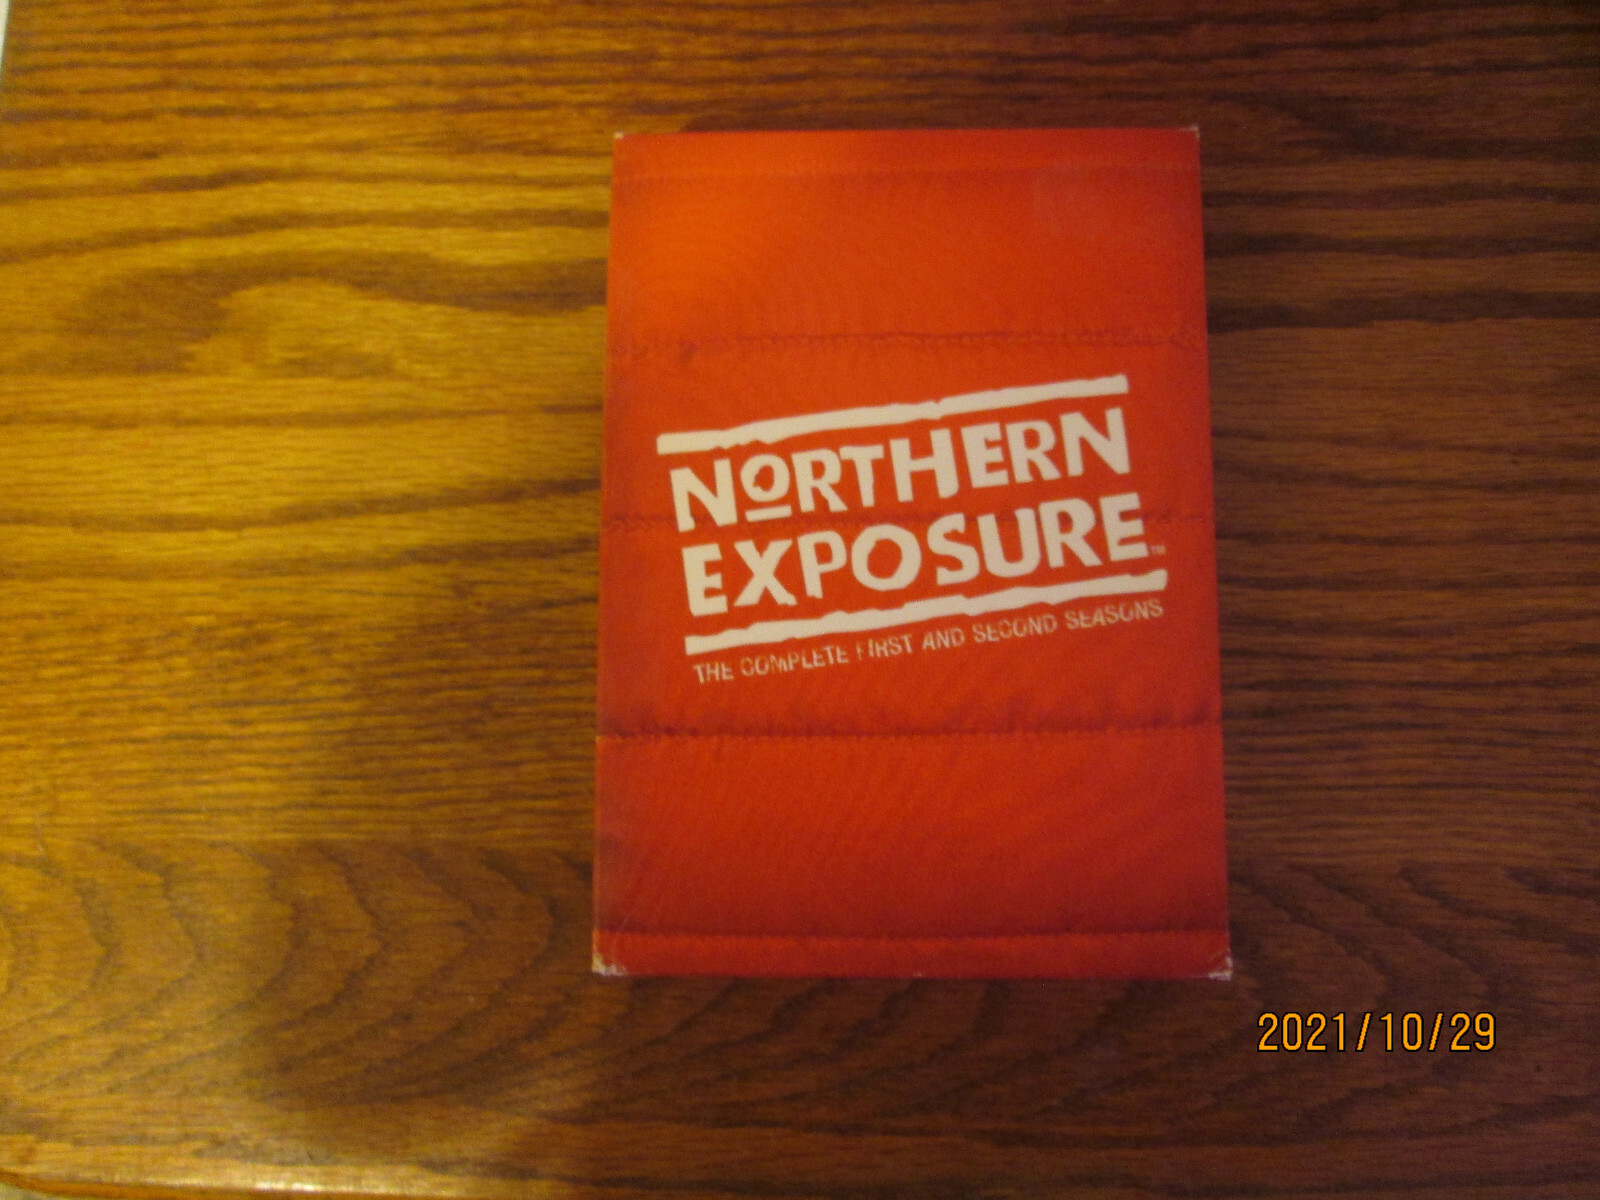 NORTHERN
EXPOSURE™
THE COMPLETE FIRST AND SECOND SEASONS
2021/10/29